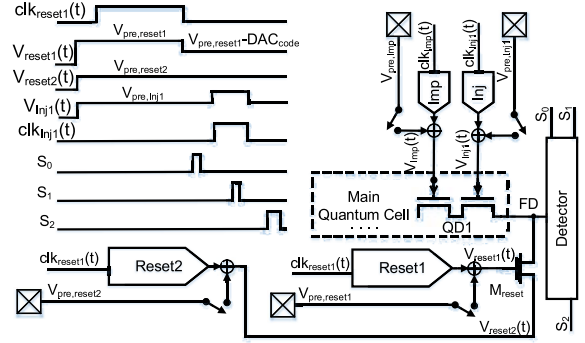 clk_reset1(t)
V_pre,reset1
V_pre,reset1-DAC_code
V_reset1(t)
V_pre,reset2
V_reset2(t)
V_pre,Inj1
V_Inj1(t)
clk_Inj1(t)
S_0
S_1
S_2
V_pre,Imp
clk_Imp(t)
clk_Inj1(t)
V_pre,Inj1
Imp
Inj
V_Imp(t)
V_Inj1(t)
S_0
S_1
Main
Quantum Cell
. . . .
QD1
FD
Detector
clk_reset1(t)
Reset2
V_pre,reset2
clk_reset1(t)
Reset1
V_reset1(t)
V_pre,reset1
M_reset
V_reset2(t)
S_2